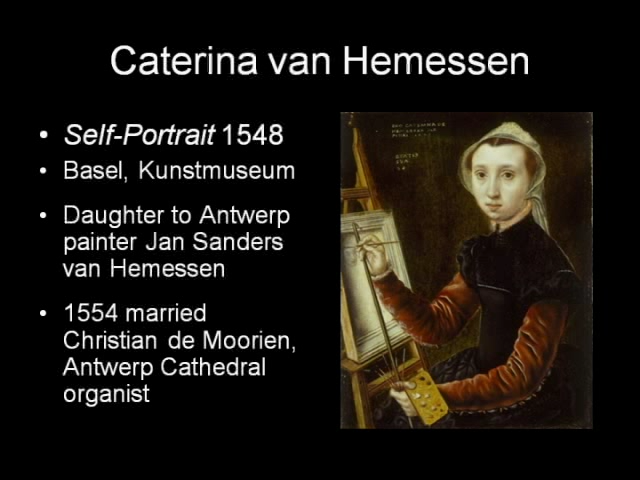 Caterina van Hemessen
• Self-Portrait 1548
• Basel, Kunstmuseum
• Daughter to Antwerp
painter Jan Sanders
van Hemessen
• 1554 married
Christian de Moorien,
Antwerp Cathedral
organist